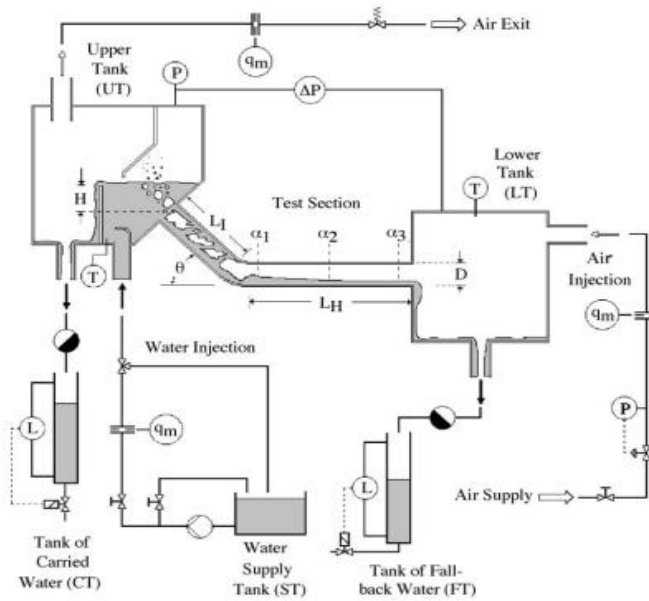 Air Exit
Upper
Tank
(UT)
qm
P
ΔP
Lower
Tank
(LT)
T
H
LI
Test Section
α1
α2
α3
D
θ
T
LH
Air
Injection
qm
Water Injection
P
L
qm
L
Air Supply
Tank of
Carried
Water (CT)
Water
Supply
Tank (ST)
Tank of Fall-
back Water (FT)